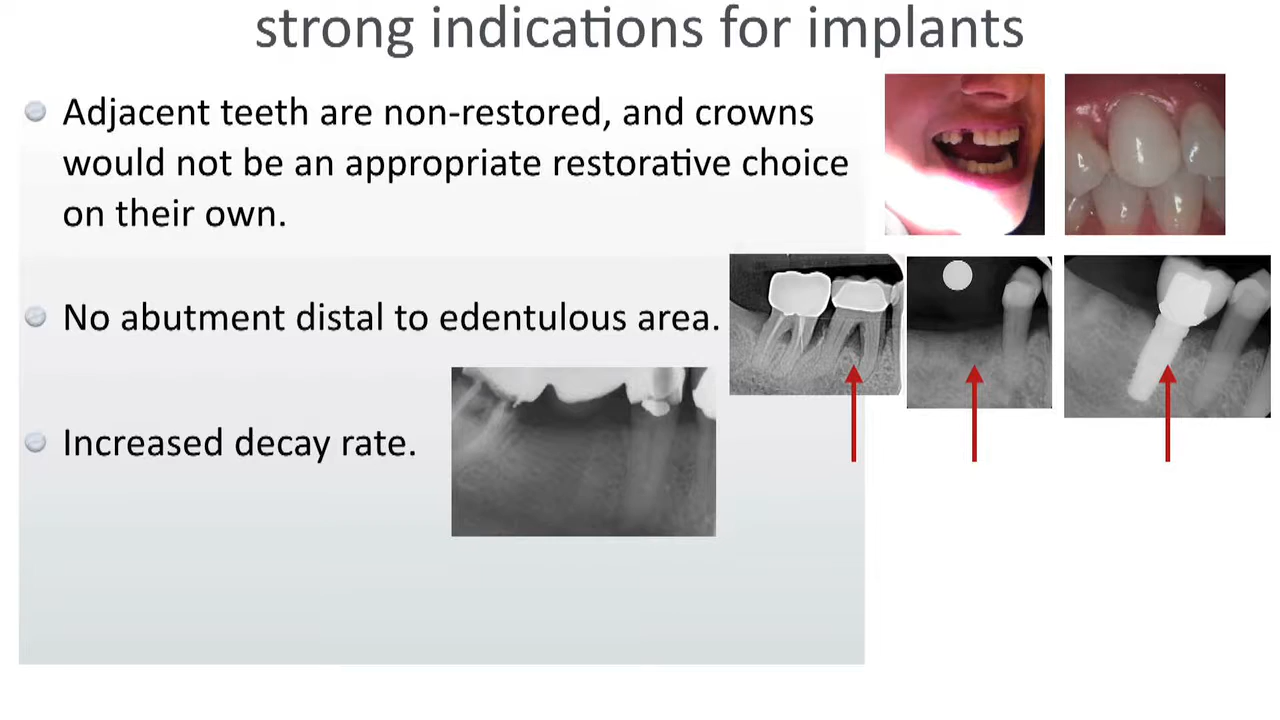 strong indications for implants
Adjacent teeth are non-restored, and crowns
would not be an appropriate restorative choice
on their own.
No abutment distal to edentulous area.
Increased decay rate.